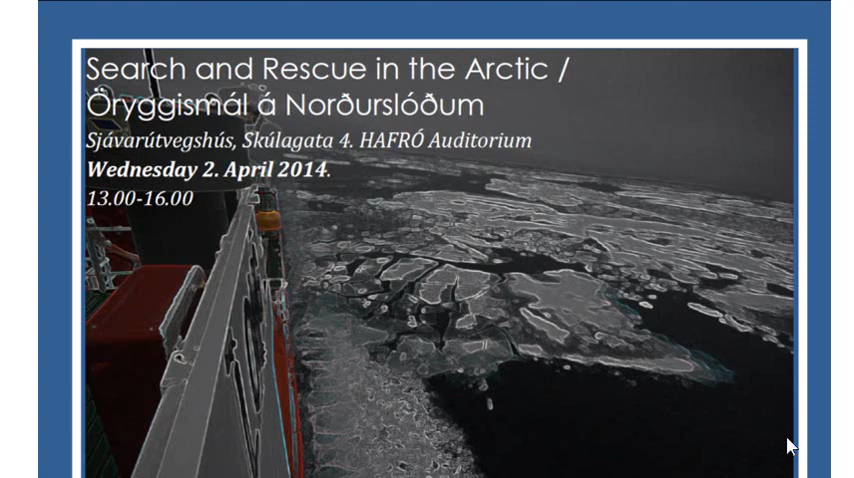 Search and Rescue in the Arctic /
Öryggismál á Norðurslóðum
Sjávarútvegshús, Skúlagata 4. HAFRÓ Auditorium
Wednesday 2. April 2014.
13.00-16.00